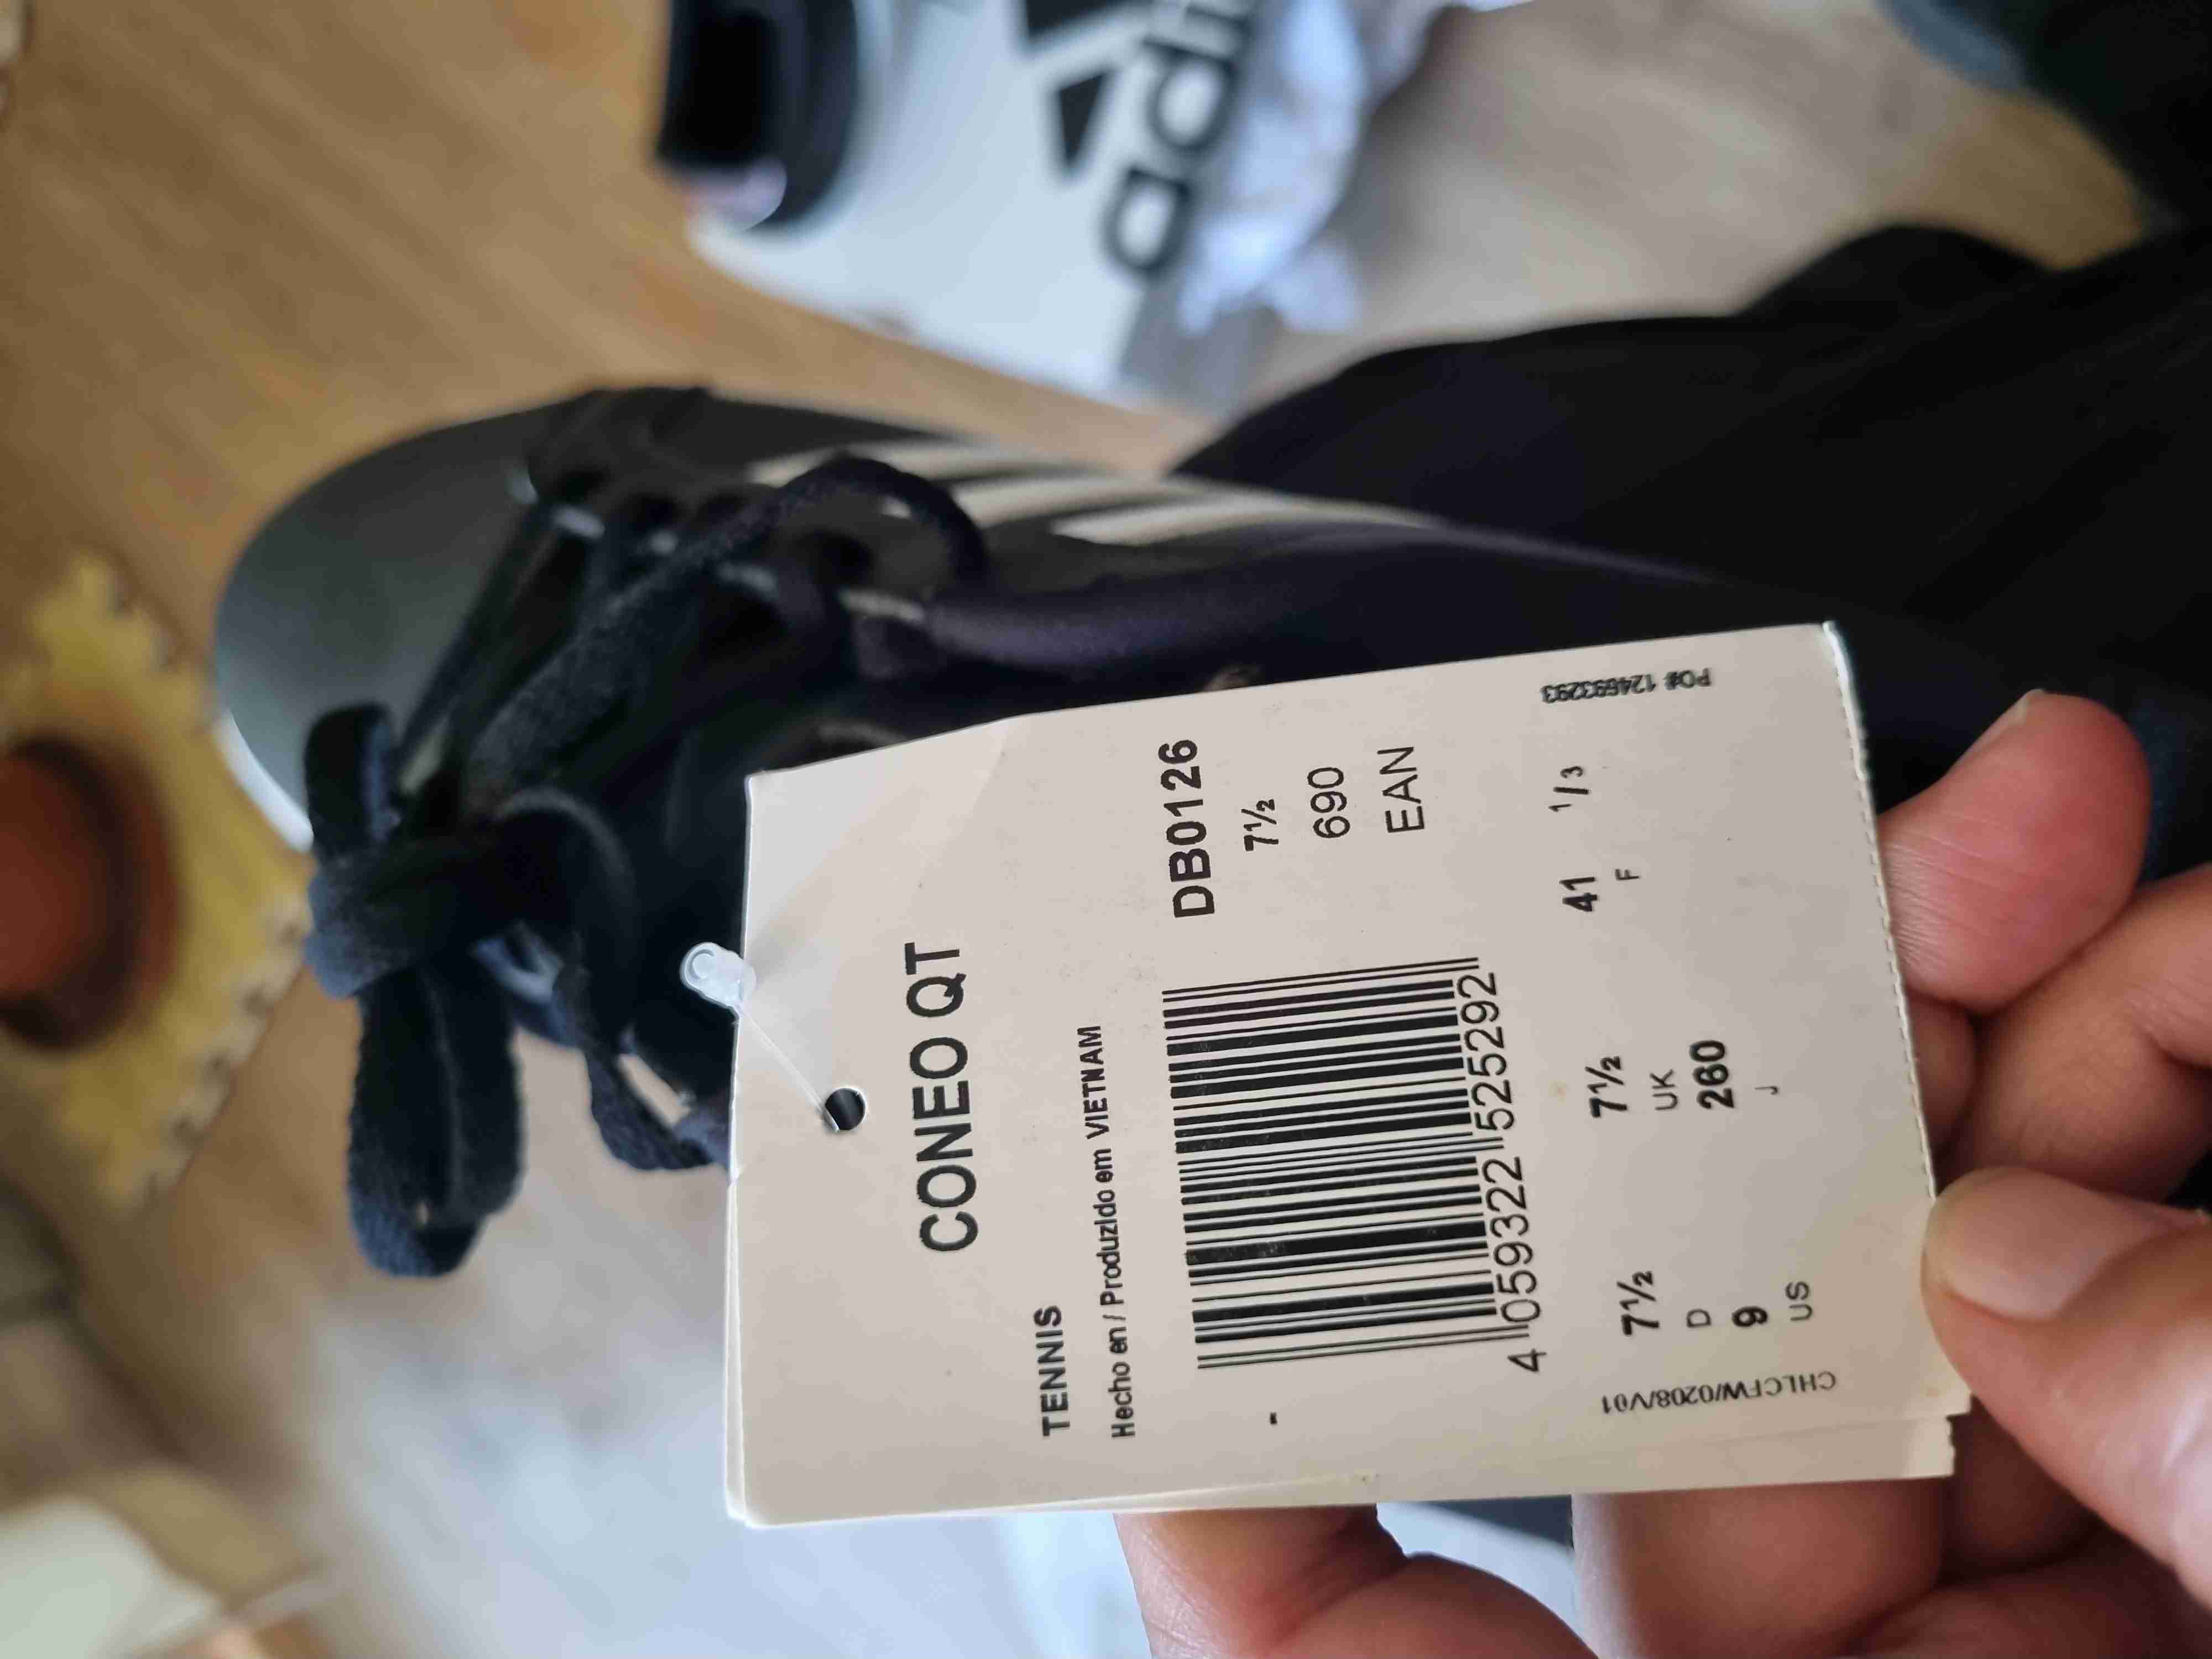 adi
CONEO QT
TENNIS
Hecho en / Produzido em VIETNAM
DB0126
7½
690
EAN
4 059322 525292
7½ 7½ 41 1/3
D UK F
9 260
US J
CHLCFW/0208/V01
PO# 124693293